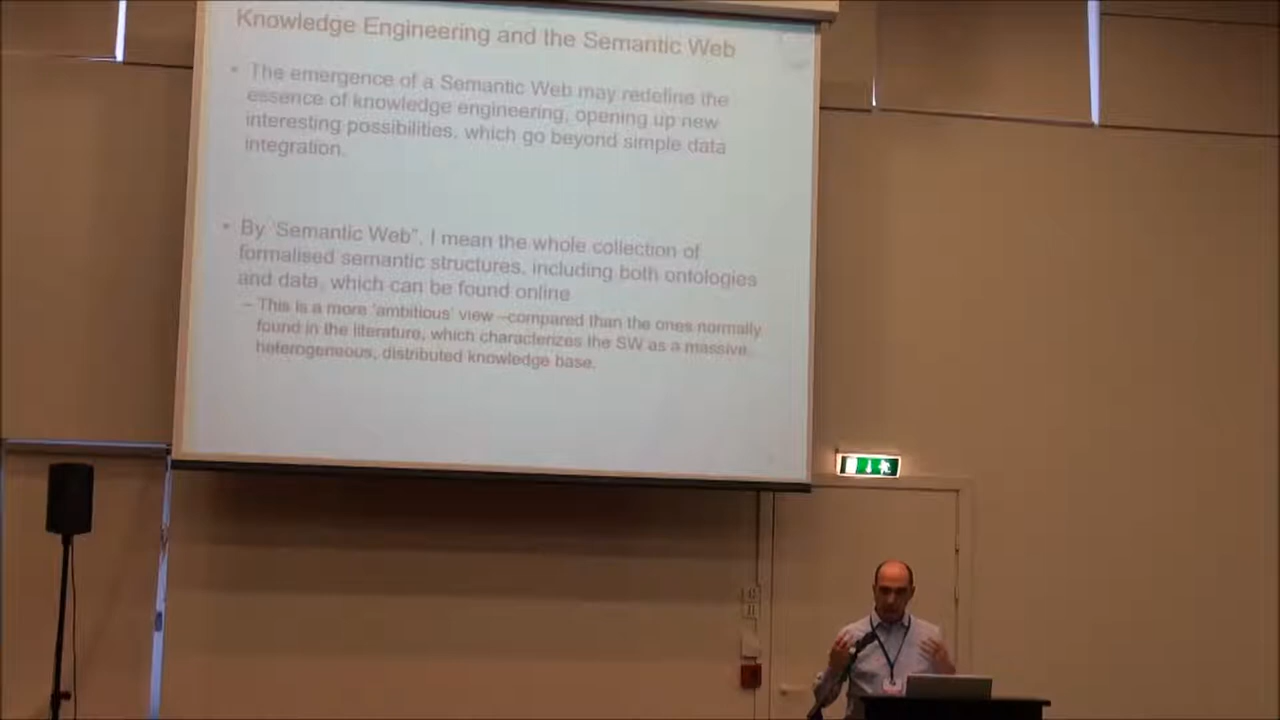 Knowledge Engineering and the Semantic Web
• The emergence of a Semantic Web may redefine the
essence of knowledge engineering, opening up new
interesting possibilities, which go beyond simple data
integration.
• By 'Semantic Web", I mean the whole collection of
formalised semantic structures, including both ontologies
and data, which can be found online
– This is a more 'ambitious' view –compared than the ones normally
found in the literature, which characterizes the SW as a massive,
heterogeneous, distributed knowledge base.